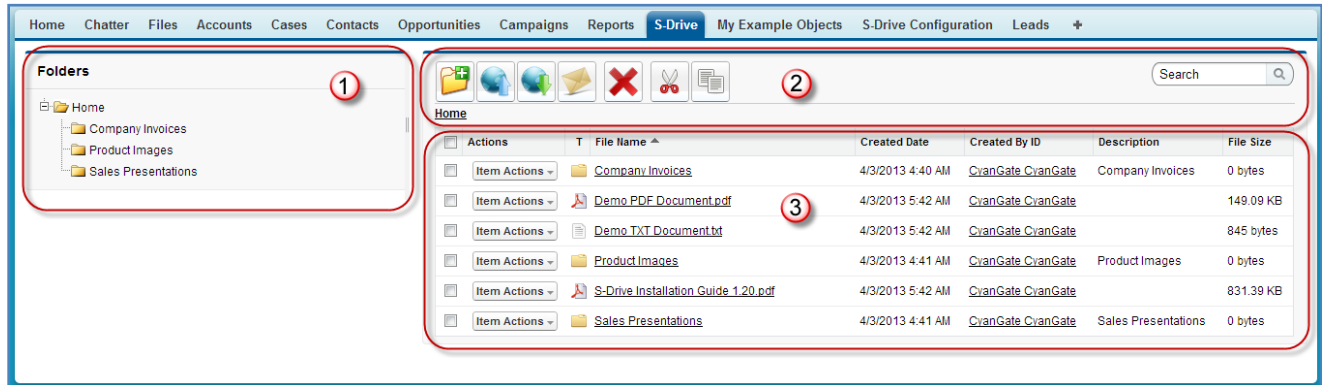 Home Chatter Files Accounts Cases Contacts Opportunities Campaigns Reports S-Drive My Example Objects S-Drive Configuration Leads +
Folders
1
Home
Company Invoices
Product Images
Sales Presentations
2
Search
Home
Actions T File Name Created Date Created By ID Description File Size
Item Actions Company Invoices 4/3/2013 4:40 AM CyanGate CyanGate Company Invoices 0 bytes
Item Actions Demo PDF Document.pdf 4/3/2013 5:42 AM CyanGate CyanGate 149.09 KB
3
Item Actions Demo TXT Document.txt 4/3/2013 5:42 AM CyanGate CyanGate 845 bytes
Item Actions Product Images 4/3/2013 4:41 AM CyanGate CyanGate Product Images 0 bytes
Item Actions S-Drive Installation Guide 1.20.pdf 4/3/2013 5:42 AM CyanGate CyanGate 831.39 KB
Item Actions Sales Presentations 4/3/2013 4:41 AM CyanGate CyanGate Sales Presentations 0 bytes